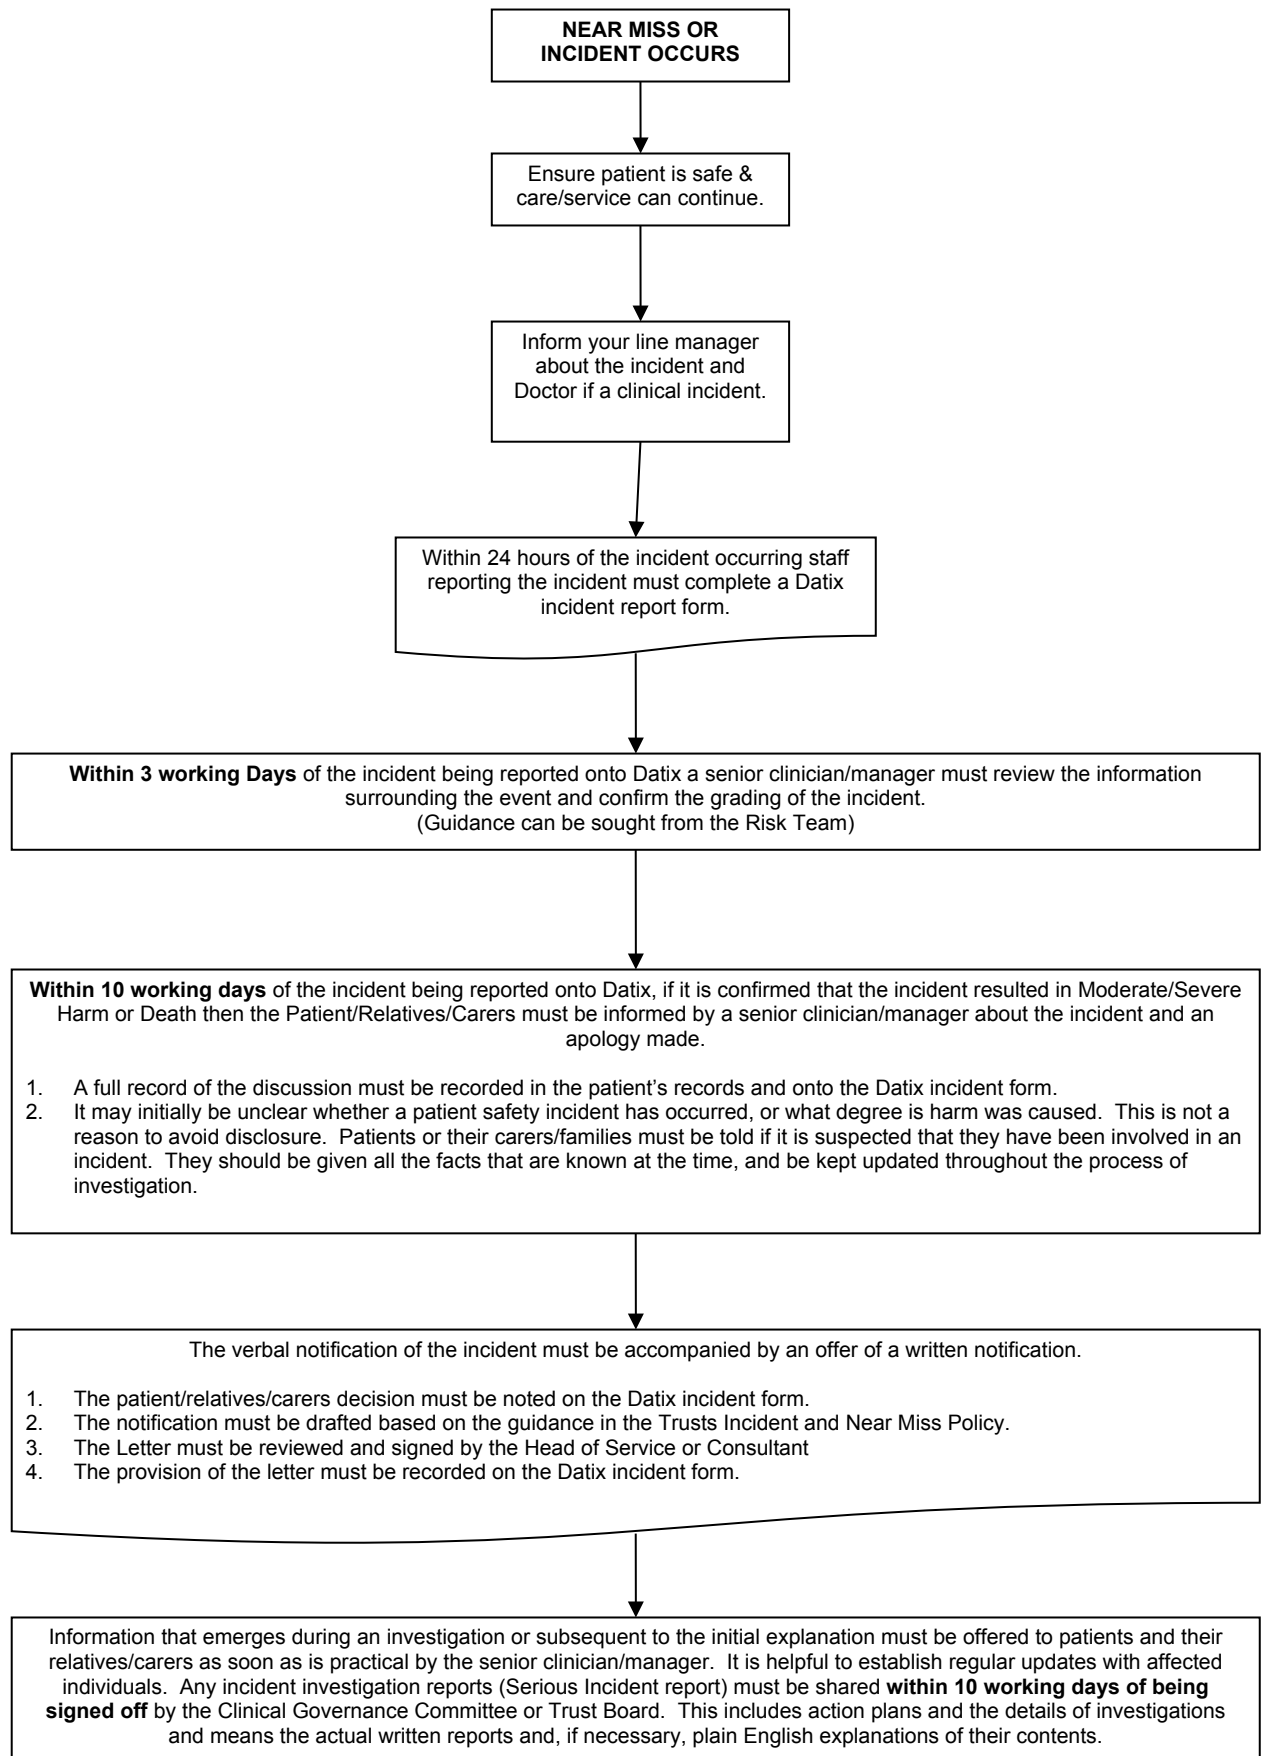 NEAR MISS OR
INCIDENT OCCURS
Ensure patient is safe &
care/service can continue.
Inform your line manager
about the incident and
Doctor if a clinical incident.
Within 24 hours of the incident occurring staff
reporting the incident must complete a Datix
incident report form.
Within 3 working Days of the incident being reported onto Datix a senior clinician/manager must review the information
surrounding the event and confirm the grading of the incident.
(Guidance can be sought from the Risk Team)
Within 10 working days of the incident being reported onto Datix, if it is confirmed that the incident resulted in Moderate/Severe
Harm or Death then the Patient/Relatives/Carers must be informed by a senior clinician/manager about the incident and an
apology made.
1. A full record of the discussion must be recorded in the patient's records and onto the Datix incident form.
2. It may initially be unclear whether a patient safety incident has occurred, or what degree is harm was caused. This is not a
reason to avoid disclosure. Patients or their carers/families must be told if it is suspected that they have been involved in an
incident. They should be given all the facts that are known at the time, and be kept updated throughout the process of
investigation.
The verbal notification of the incident must be accompanied by an offer of a written notification.
1. The patient/relatives/carers decision must be noted on the Datix incident form.
2. The notification must be drafted based on the guidance in the Trusts Incident and Near Miss Policy.
3. The Letter must be reviewed and signed by the Head of Service or Consultant
4. The provision of the letter must be recorded on the Datix incident form.
Information that emerges during an investigation or subsequent to the initial explanation must be offered to patients and their
relatives/carers as soon as is practical by the senior clinician/manager. It is helpful to establish regular updates with affected
individuals. Any incident investigation reports (Serious Incident report) must be shared within 10 working days of being
signed off by the Clinical Governance Committee or Trust Board. This includes action plans and the details of investigations
and means the actual written reports and, if necessary, plain English explanations of their contents.